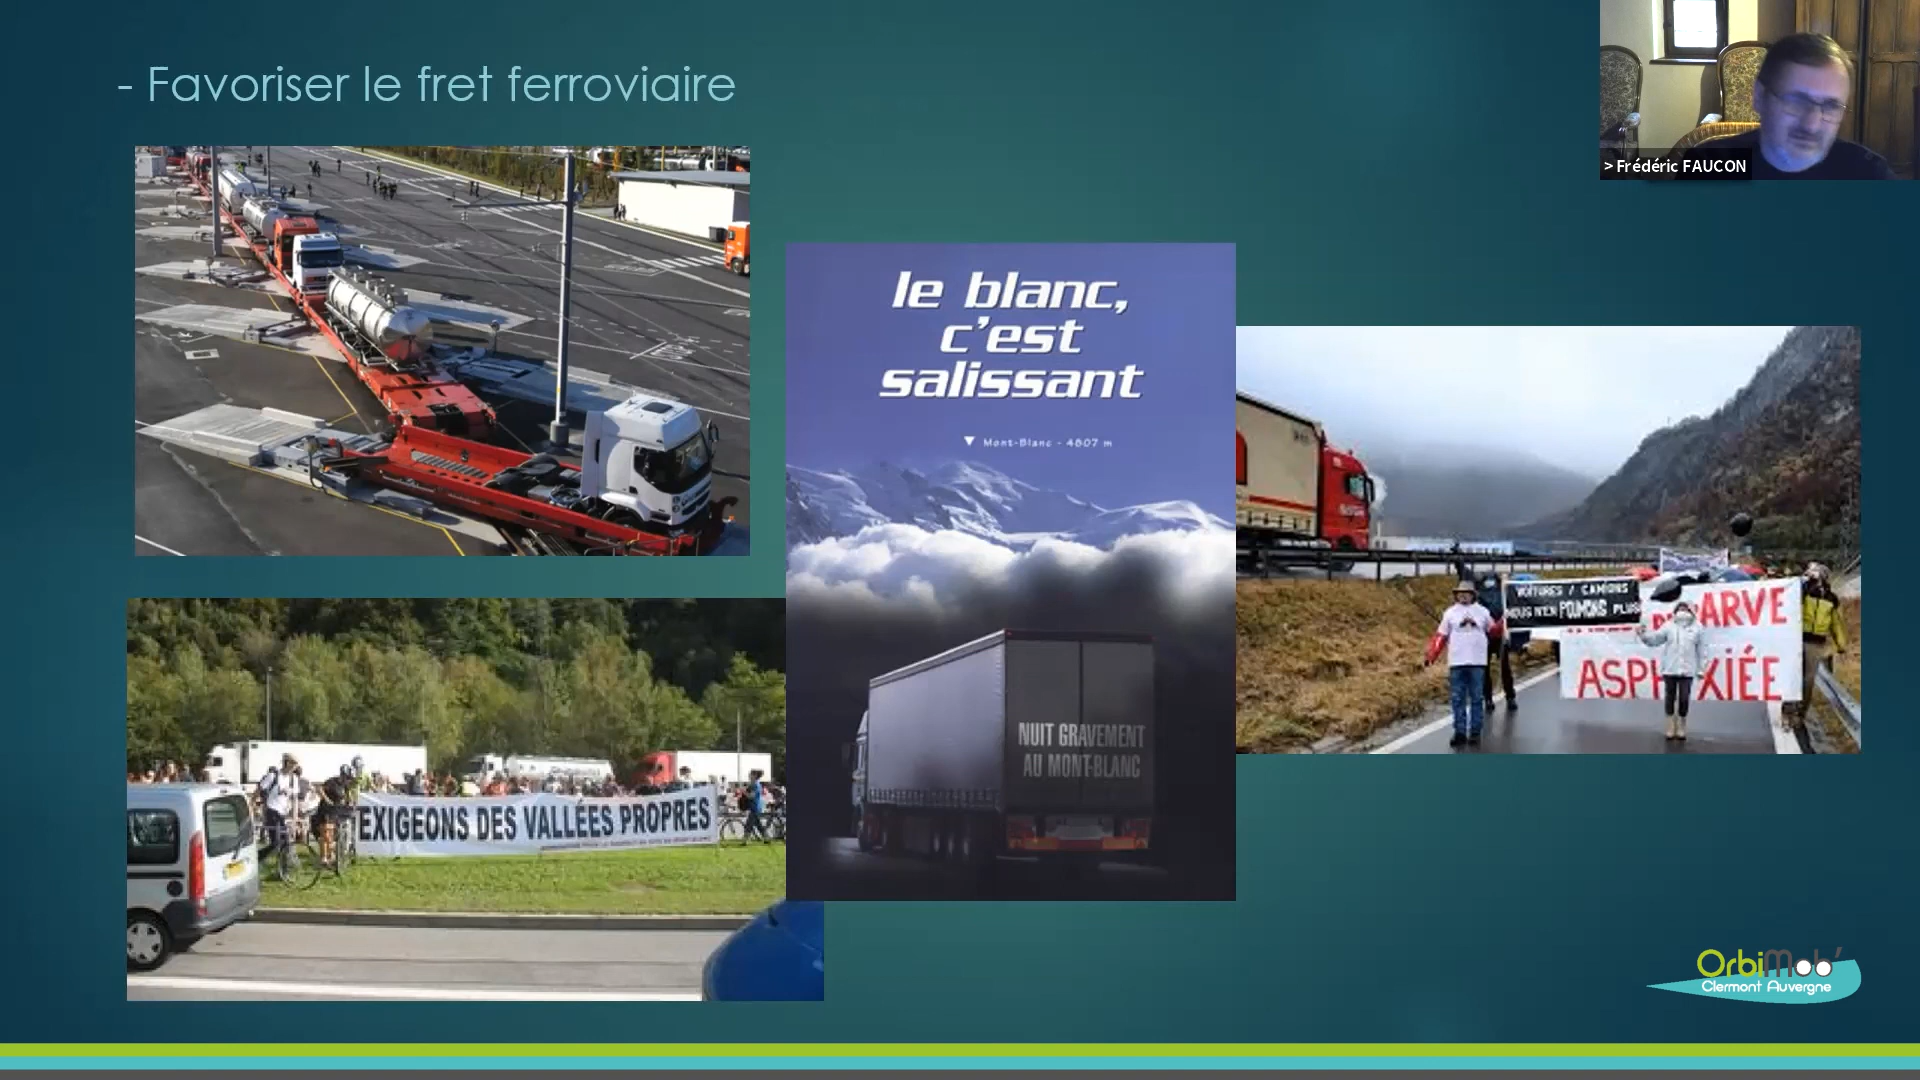 - Favoriser le fret ferroviaire
> Frédéric FAUCON
le blanc,
c'est
salissant
▼ Mont-Blanc - 4807 m
NUIT GRAVEMENT
AU MONT-BLANC
VOITURES / CAMIONS
NOUS N'EN POUMONS PLUS
ARVE
ASPHYXIÉE
EXIGEONS DES VALLÉES PROPRES
OrbiMob'
Clermont Auvergne